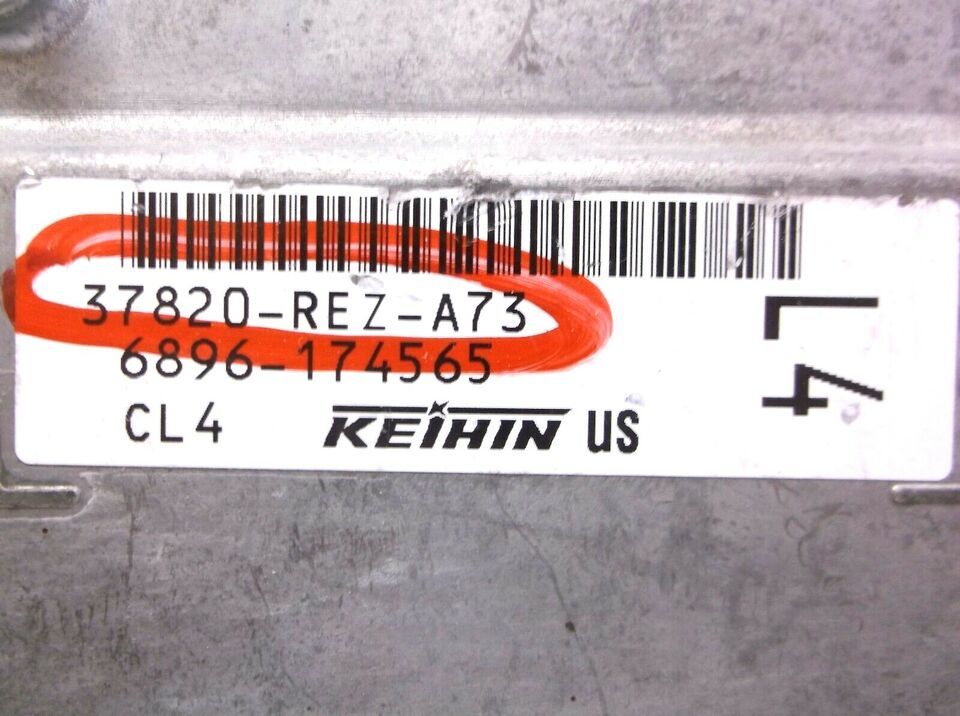 37820-REZ-A73
6896-174565
CL4 KEIHIN US
L4